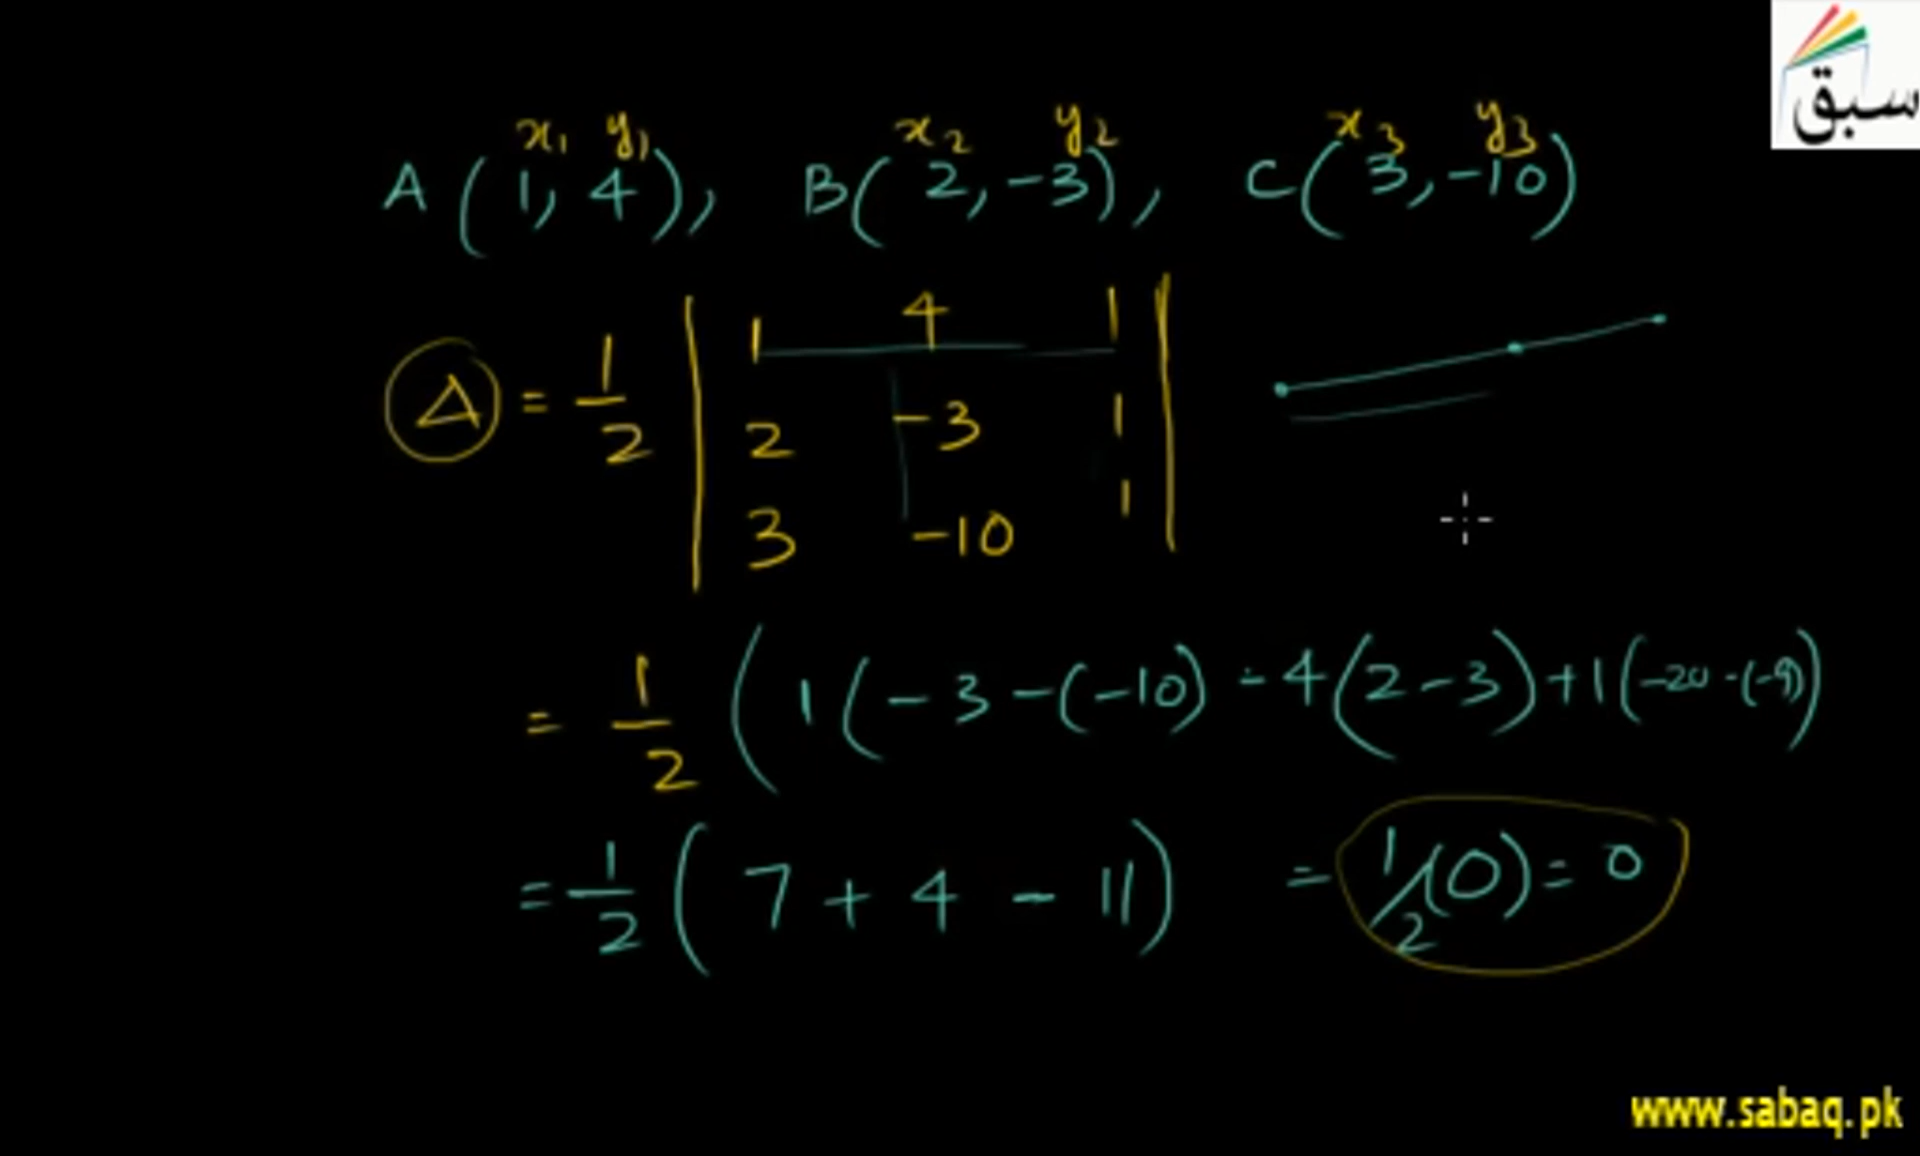 سبق
x₁ y₁ x₂ y₂ x₃ y₃
A(1, 4), B(2, -3), C(3, -10)
Δ = 1/2 | 1 4 1
2 -3 1
3 -10 1 |
= 1/2 (1(-3-(-10) - 4(2-3) + 1(-20-(-9))
= 1/2 (7 + 4 - 11) = 1/2(0) = 0
www.sabaq.pk